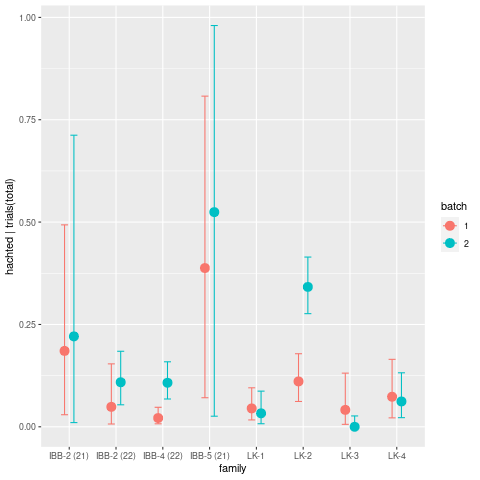 1.00
0.75
0.50
0.25
0.00
hachted | trials(total)
IBB-2 (21) IBB-2 (22) IBB-4 (22) IBB-5 (21) LK-1 LK-2 LK-3 LK-4
family
batch
1
2